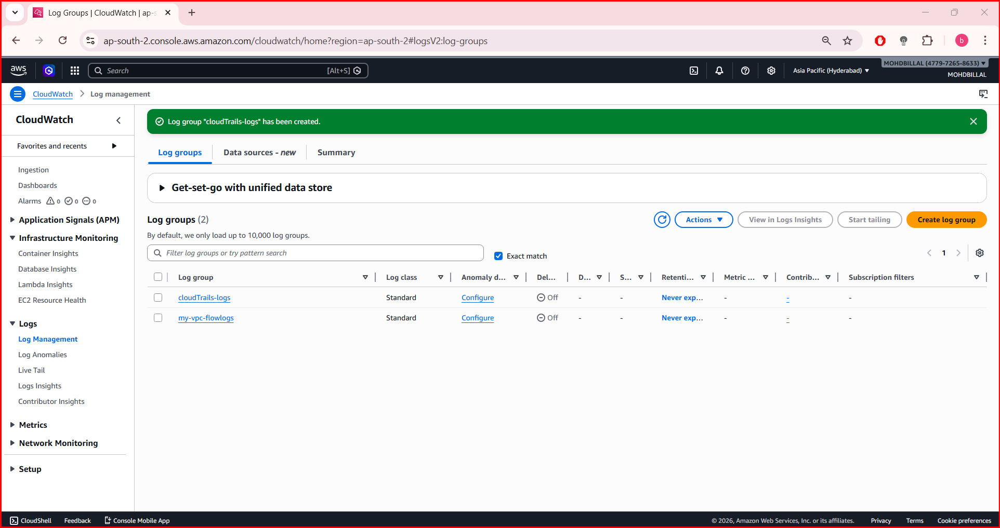 Log Groups | CloudWatch | ap-s
ap-south-2.console.aws.amazon.com/cloudwatch/home?region=ap-south-2#logsV2:log-groups
b
aws
Search [Alt+S]
Asia Pacific (Hyderabad)
MOHDBILLAL (4779-7265-8633)
MOHDBILLAL
CloudWatch > Log management
CloudWatch
Favorites and recents
Ingestion
Dashboards
Alarms 0 0 0
Application Signals (APM)
Infrastructure Monitoring
Container Insights
Database Insights
Lambda Insights
EC2 Resource Health
Logs
Log Management
Log Anomalies
Live Tail
Logs Insights
Contributor Insights
Metrics
Network Monitoring
Setup
Log group "cloudTrails-logs" has been created.
Log groups
Data sources - new
Summary
Get-set-go with unified data store
Log groups (2)
Actions
View in Logs Insights
Start tailing
Create log group
By default, we only load up to 10,000 log groups.
Filter log groups or try pattern search
Exact match
1
Log group Log class Anomaly d... Del... D... S... Retenti... Metric ... Contrib... Subscription filters
cloudTrails-logs Standard Configure Off - - Never exp... - - -
my-vpc-flowlogs Standard Configure Off - - Never exp... - - -
CloudShell Feedback Console Mobile App © 2026, Amazon Web Services, Inc. or its affiliates. Privacy Terms Cookie preferences